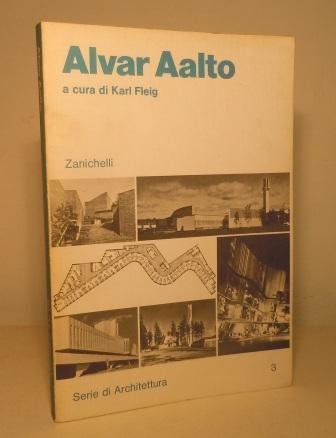 Alvar Aalto
a cura di Karl Fleig
Zanichelli
3
Serie di Architettura